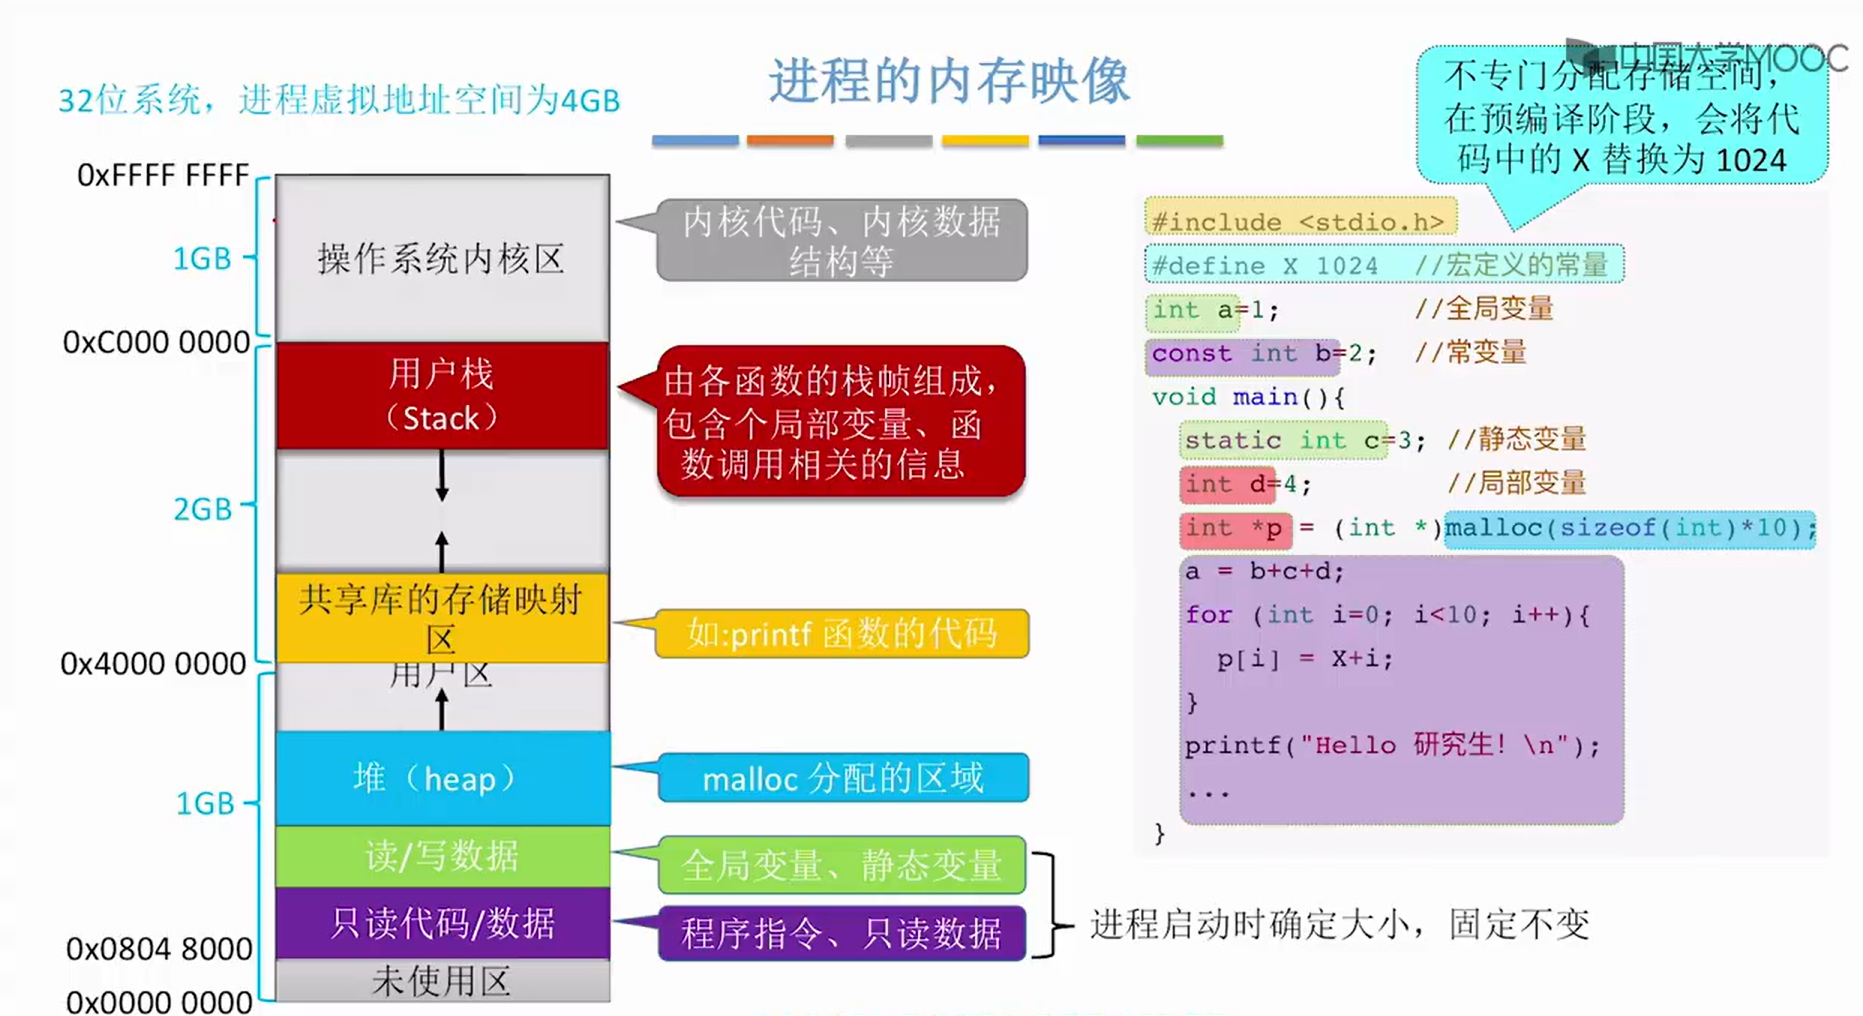 中国大学MOOC
进程的内存映像
32位系统，进程虚拟地址空间为4GB
不专门分配存储空间，
在预编译阶段，会将代
码中的 X 替换为 1024
0xFFFF FFFF
1GB
操作系统内核区
内核代码、内核数据
结构等
0xC000 0000
用户栈
（Stack）
由各函数的栈帧组成，
包含个局部变量、函
数调用相关的信息
2GB
共享库的存储映射
区
如:printf 函数的代码
0x4000 0000
用户区
堆（heap）
malloc 分配的区域
1GB
读/写数据
全局变量、静态变量
只读代码/数据
程序指令、只读数据
进程启动时确定大小，固定不变
0x0804 8000
未使用区
0x0000 0000
#include <stdio.h>
#define X 1024 //宏定义的常量
int a=1; //全局变量
const int b=2; //常变量
void main(){
static int c=3; //静态变量
int d=4; //局部变量
int *p = (int *)malloc(sizeof(int)*10);
a = b+c+d;
for (int i=0; i<10; i++){
p[i] = X+i;
}
printf("Hello 研究生！\n");
...
}